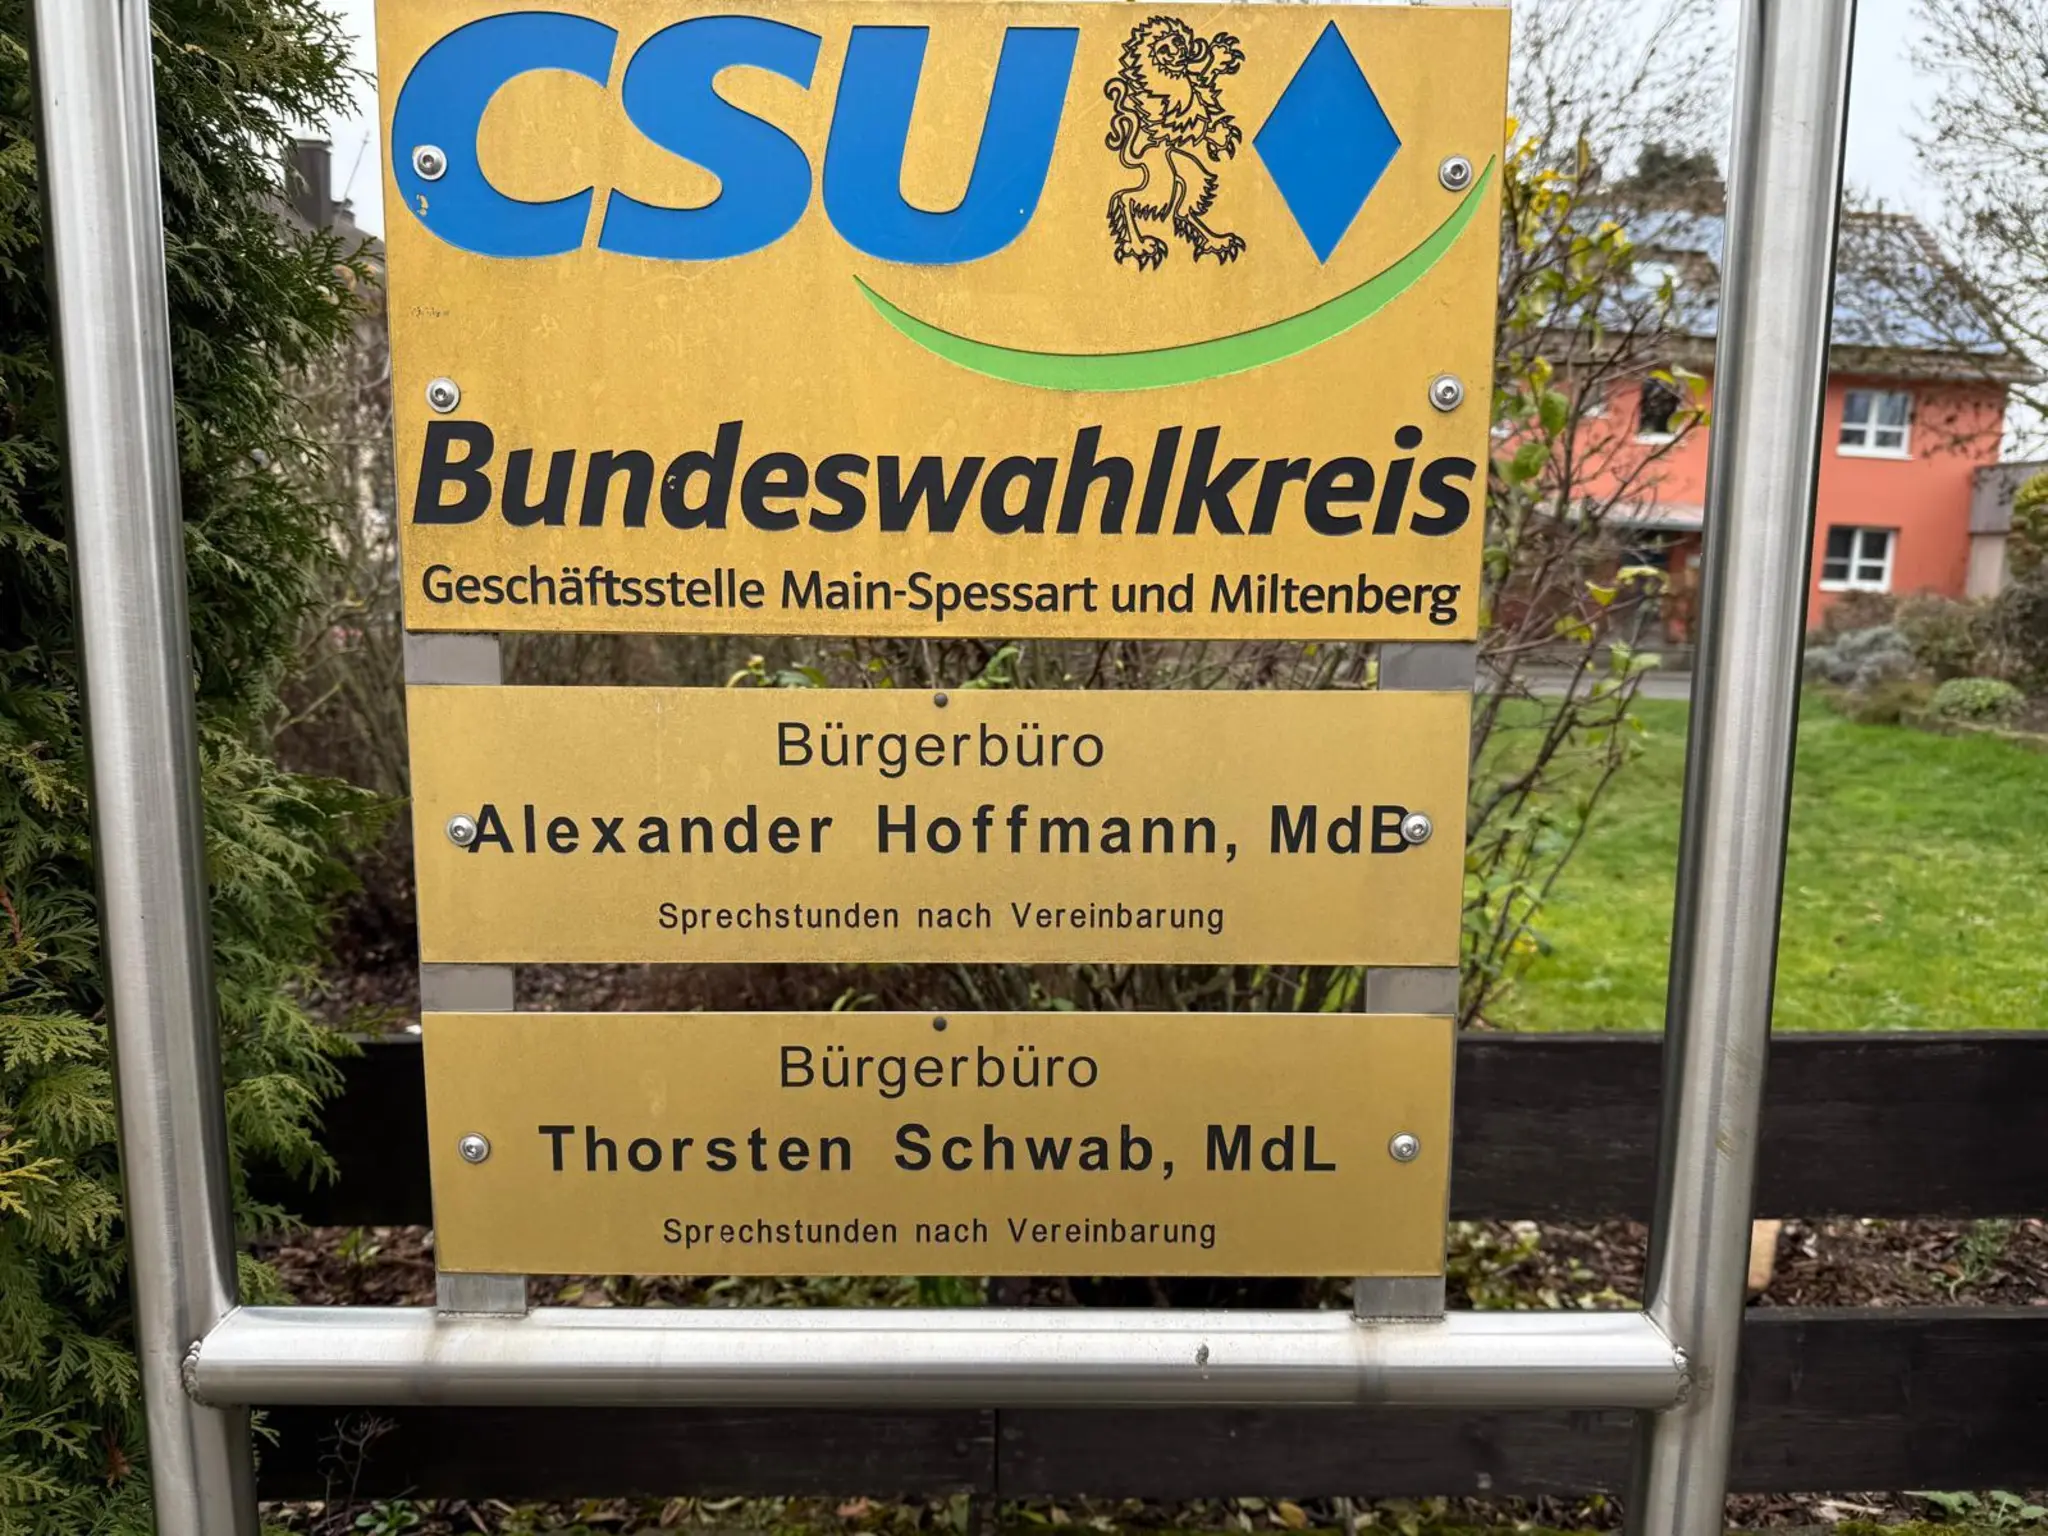 CSU
Bundeswahlkreis
Geschäftsstelle Main-Spessart und Miltenberg
Bürgerbüro
Alexander Hoffmann, MdB
Sprechstunden nach Vereinbarung
Bürgerbüro
Thorsten Schwab, MdL
Sprechstunden nach Vereinbarung